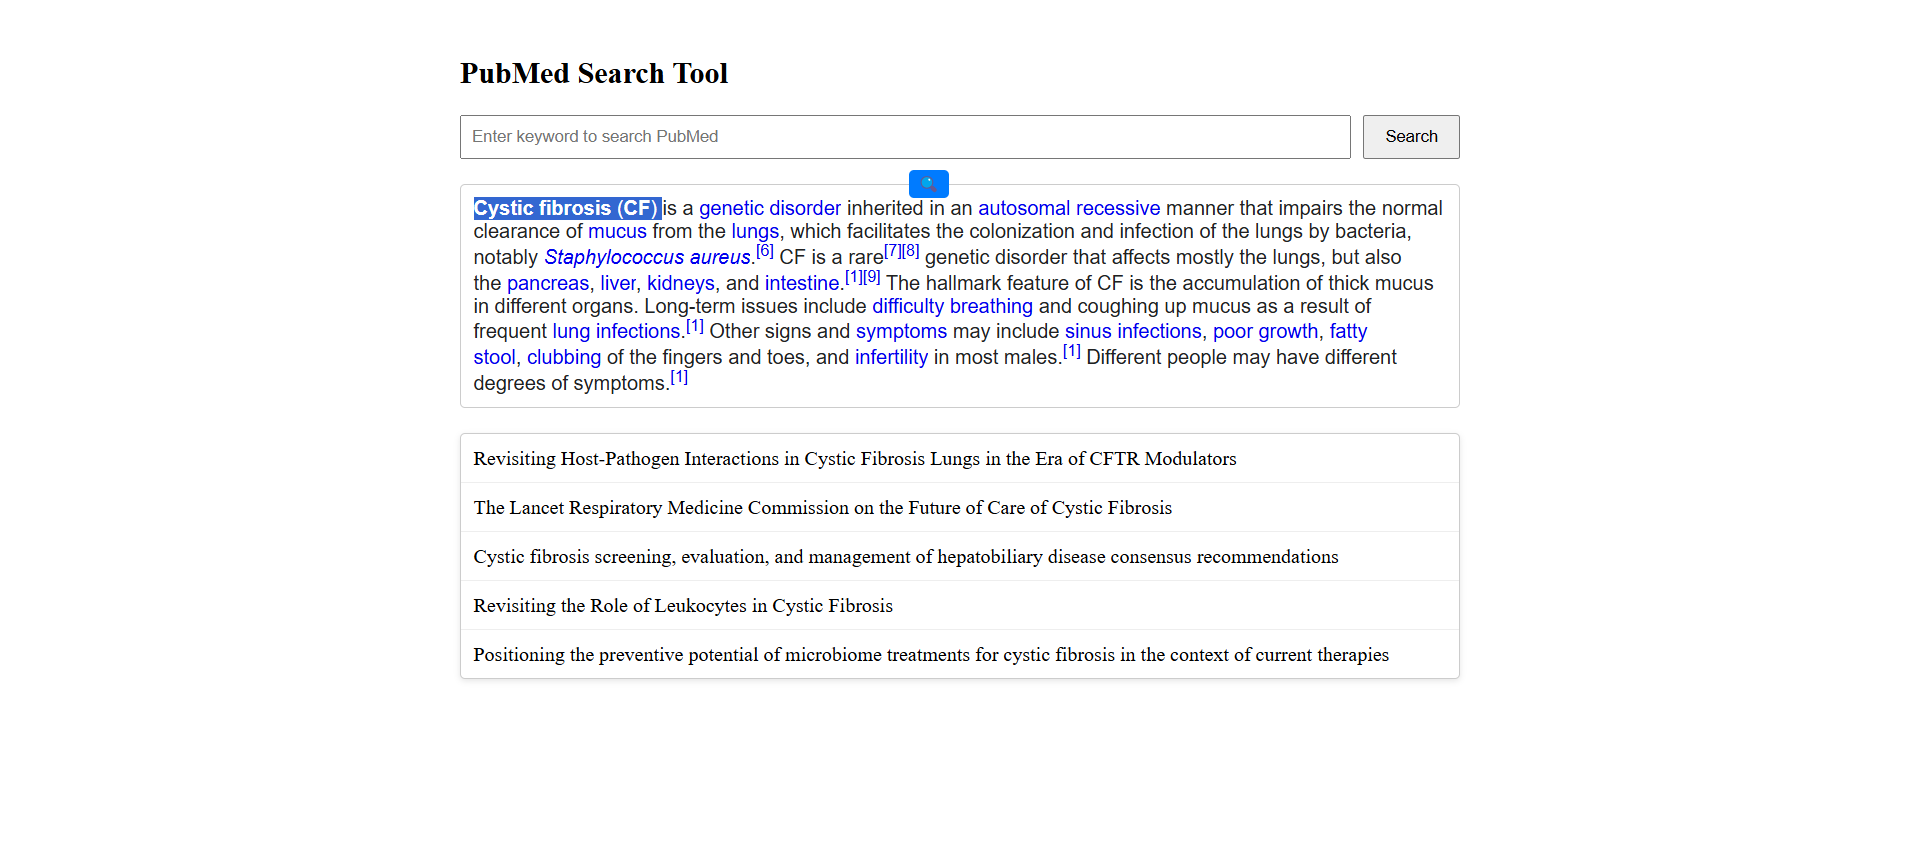 PubMed Search Tool
Enter keyword to search PubMed
Search
Cystic fibrosis (CF) is a genetic disorder inherited in an autosomal recessive manner that impairs the normal
clearance of mucus from the lungs, which facilitates the colonization and infection of the lungs by bacteria,
notably Staphylococcus aureus.[6] CF is a rare[7][8] genetic disorder that affects mostly the lungs, but also
the pancreas, liver, kidneys, and intestine.[1][9] The hallmark feature of CF is the accumulation of thick mucus
in different organs. Long-term issues include difficulty breathing and coughing up mucus as a result of
frequent lung infections.[1] Other signs and symptoms may include sinus infections, poor growth, fatty
stool, clubbing of the fingers and toes, and infertility in most males.[1] Different people may have different
degrees of symptoms.[1]
Revisiting Host-Pathogen Interactions in Cystic Fibrosis Lungs in the Era of CFTR Modulators
The Lancet Respiratory Medicine Commission on the Future of Care of Cystic Fibrosis
Cystic fibrosis screening, evaluation, and management of hepatobiliary disease consensus recommendations
Revisiting the Role of Leukocytes in Cystic Fibrosis
Positioning the preventive potential of microbiome treatments for cystic fibrosis in the context of current therapies